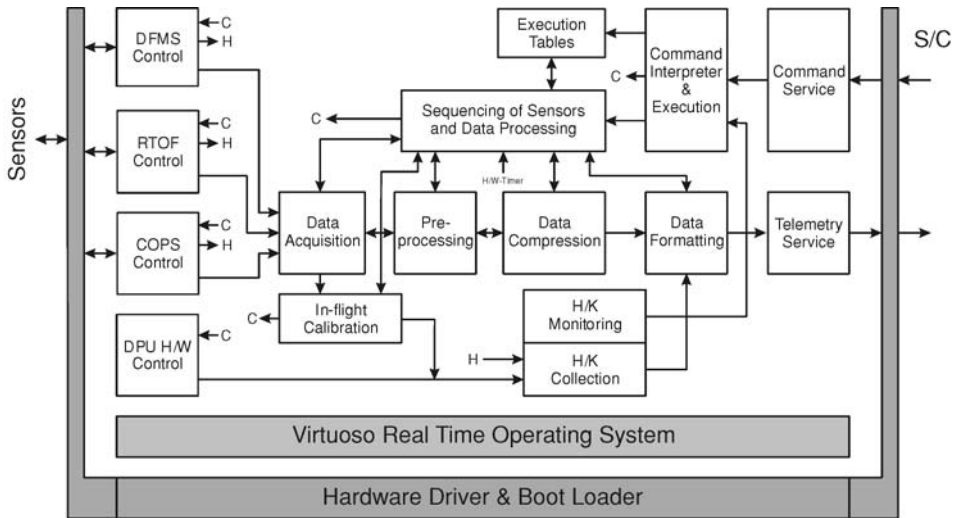 DFMS
Control
C
H
RTOF
Control
C
H
COPS
Control
C
H
DPU H/W
Control
C
Sensors
Execution
Tables
Command
Interpreter
&
Execution
C
Command
Service
S/C
C
Sequencing of Sensors
and Data Processing
H/W-Timer
Data
Acquisition
Pre-
processing
Data
Compression
Data
Formatting
Telemetry
Service
C
In-flight
Calibration
H/K
Monitoring
H
H/K
Collection
Virtuoso Real Time Operating System
Hardware Driver & Boot Loader